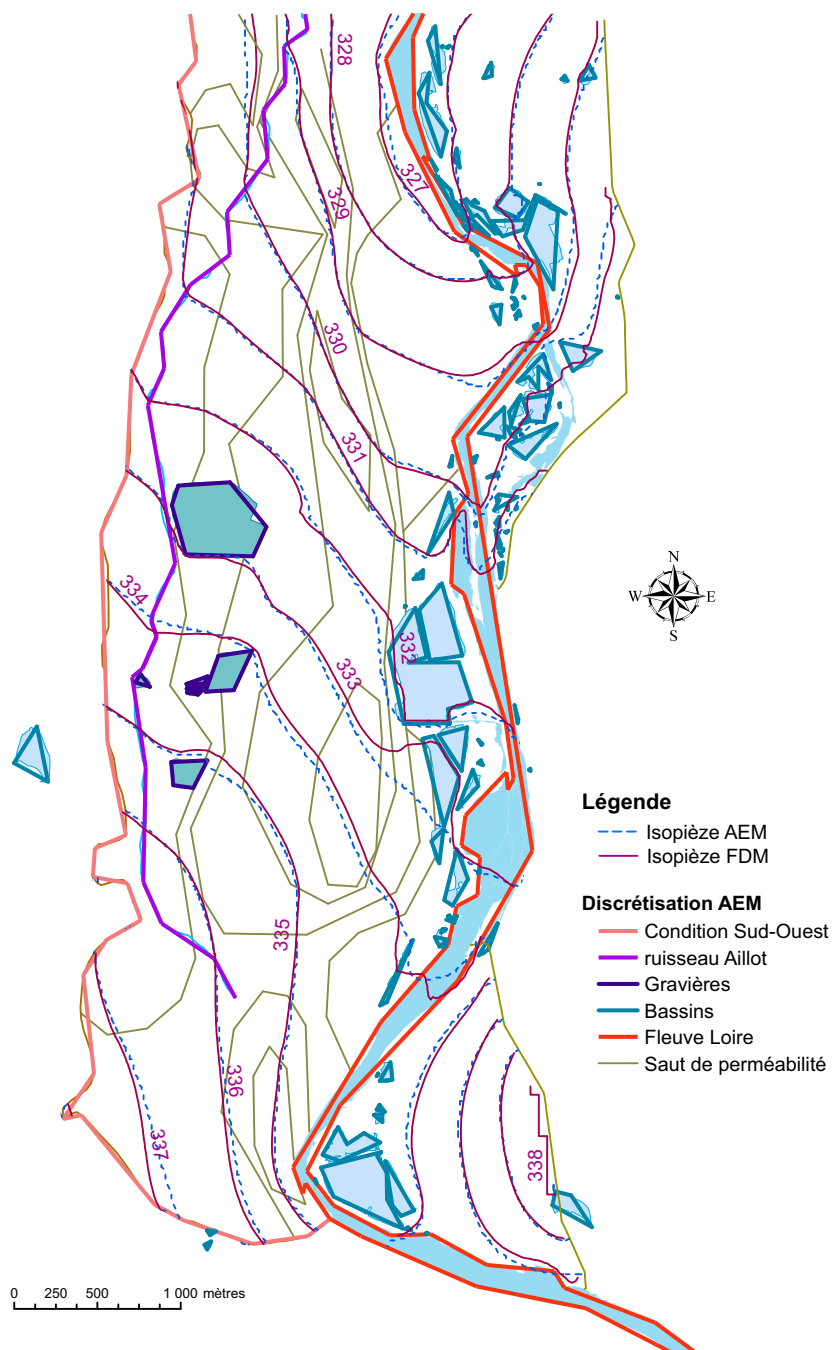 328
327
329
330
331
334
332
333
335
336
337
338
N
W
E
S
Légende
Isopièze AEM
Isopièze FDM
Discrétisation AEM
Condition Sud-Ouest
ruisseau Aillot
Gravières
Bassins
Fleuve Loire
Saut de perméabilité
0 250 500 1 000 mètres